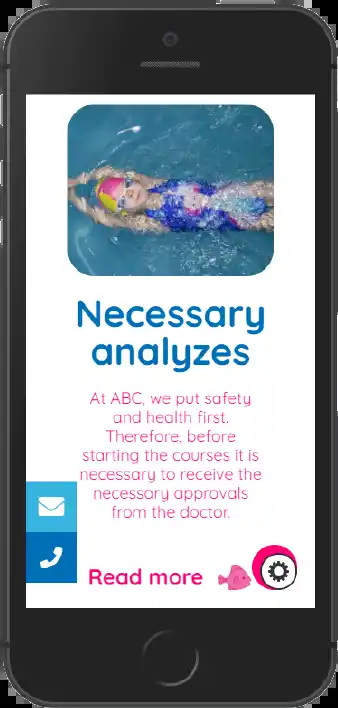 Necessary
analyzes
At ABC, we put safety
and health first.
Therefore, before
starting the courses it is
necessary to receive the
necessary approvals
from the doctor.
Read more